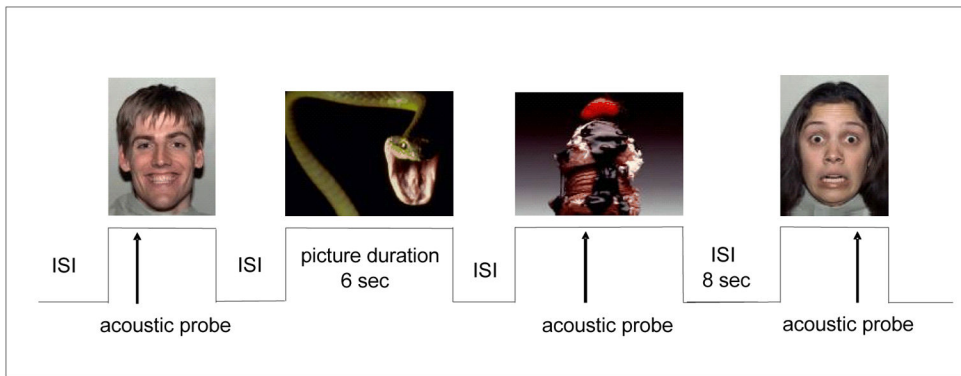 ISI
ISI
picture duration
6 sec
ISI
ISI
8 sec
acoustic probe
acoustic probe
acoustic probe